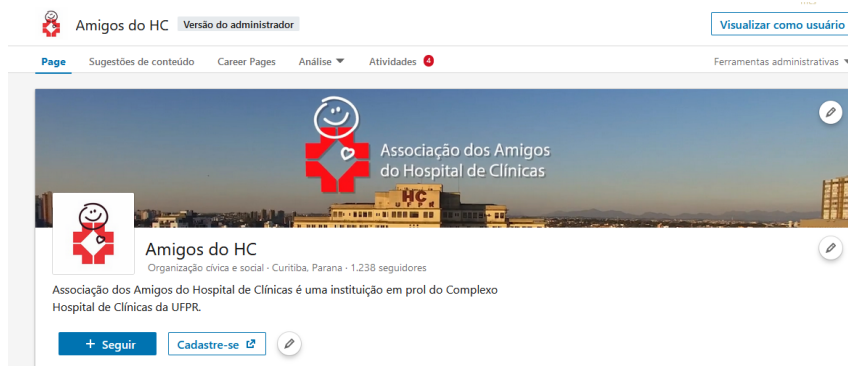 Amigos do HC Versão do administrador Visualizar como usuário
Page Sugestões de conteúdo Career Pages Análise Atividades 4 Ferramentas administrativas
Associação dos Amigos
do Hospital de Clínicas
HC
UFPR
Amigos do HC
Organização cívica e social · Curitiba, Parana · 1.238 seguidores
Associação dos Amigos do Hospital de Clínicas é uma instituição em prol do Complexo
Hospital de Clínicas da UFPR.
+ Seguir Cadastre-se